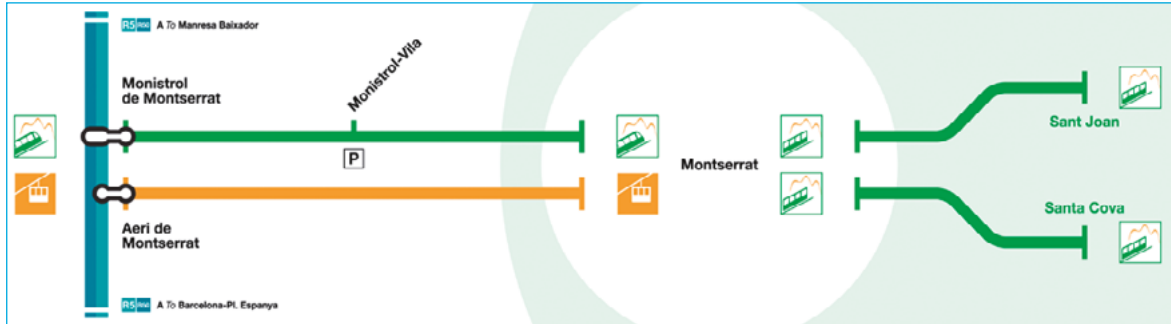 R5 R50 A To Manresa Baixador
Monistrol
de Montserrat
Monistrol-Vila
P
Aeri de
Montserrat
Montserrat
Sant Joan
Santa Cova
R5 R50 A To Barcelona-Pl. Espanya